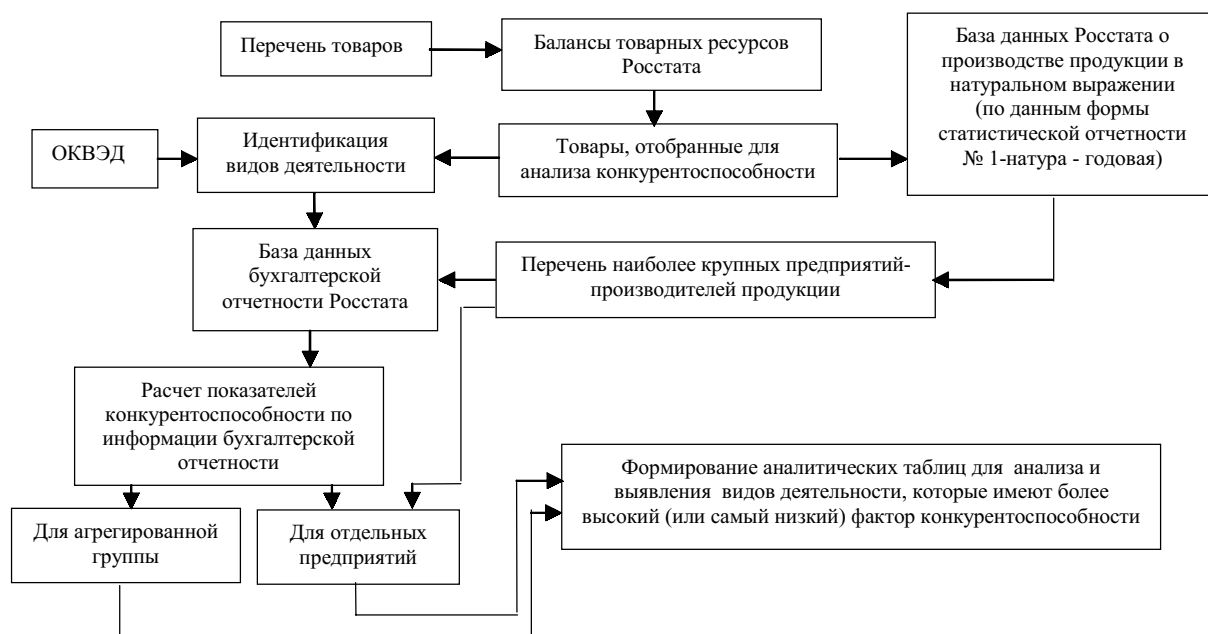 Перечень товаров
Балансы товарных ресурсов
Росстата
База данных Росстата о
производстве продукции в
натуральном выражении
(по данным формы
статистической отчетности
№ 1-натура - годовая)
ОКВЭД
Идентификация
видов деятельности
Товары, отобранные для
анализа конкурентоспособности
База данных
бухгалтерской
отчетности Росстата
Перечень наиболее крупных предприятий-
производителей продукции
Расчет показателей
конкурентоспособности по
информации бухгалтерской
отчетности
Формирование аналитических таблиц для анализа и
выявления видов деятельности, которые имеют более
высокий (или самый низкий) фактор конкурентоспособности
Для агрегированной
группы
Для отдельных
предприятий